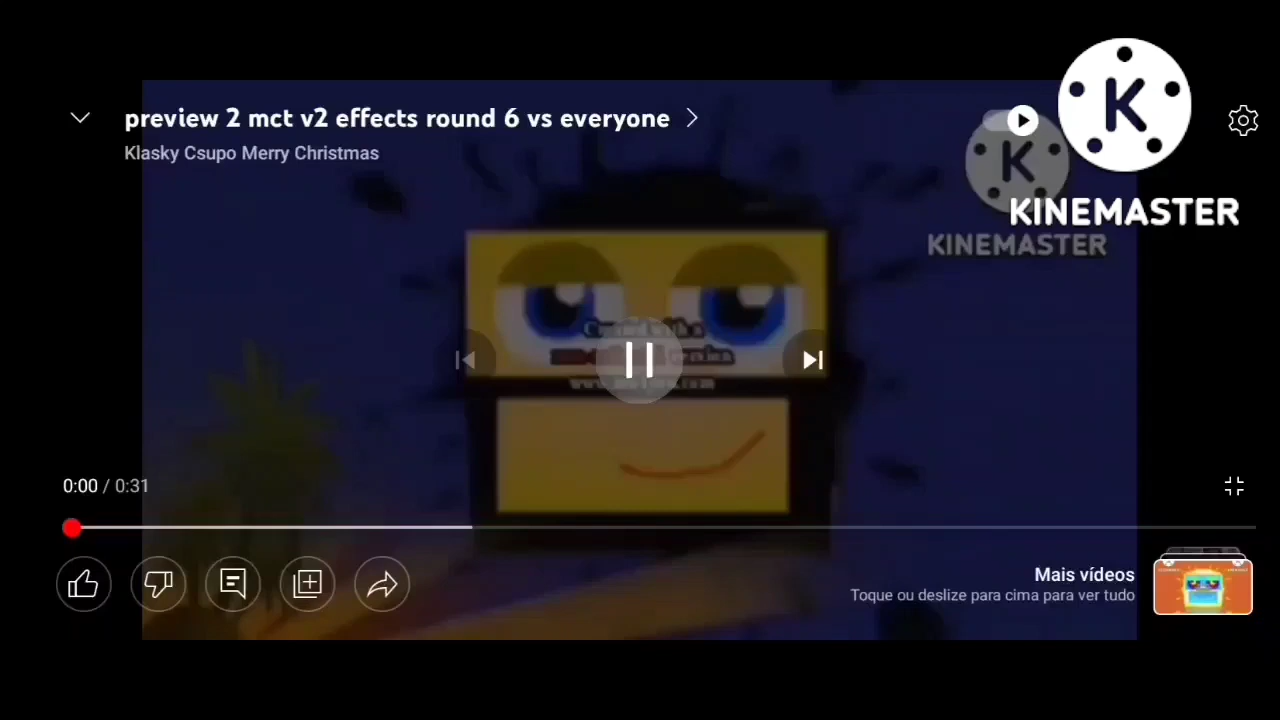 preview 2 mct v2 effects round 6 vs everyone
Klasky Csupo Merry Christmas
K
KINEMASTER
K
KINEMASTER
0:00 / 0:31
Mais vídeos
Toque ou deslize para cima para ver tudo